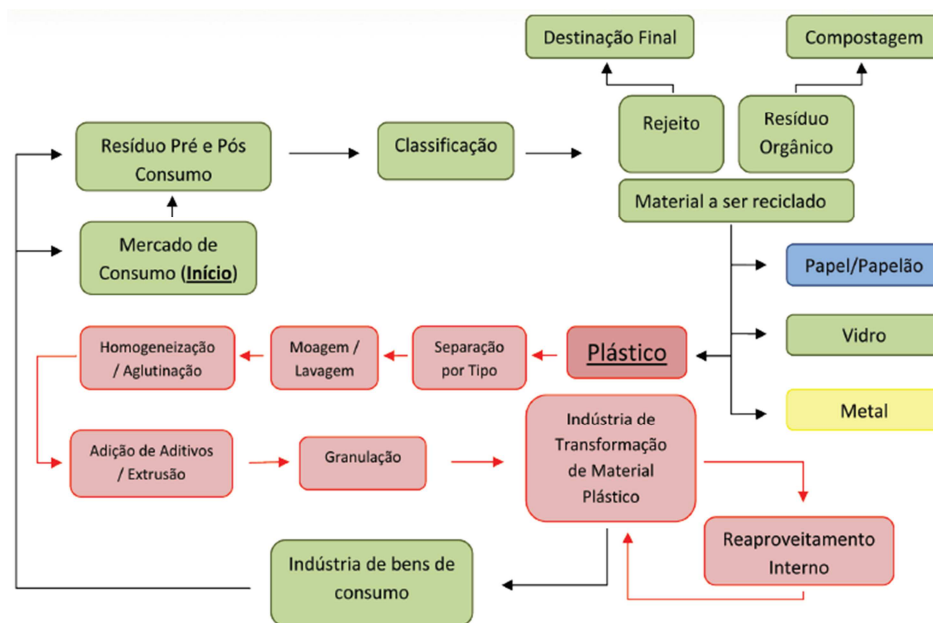 Destinação Final
Compostagem
Resíduo Pré e Pós
Consumo
Classificação
Rejeito
Resíduo
Orgânico
Material a ser reciclado
Mercado de
Consumo (Início)
Papel/Papelão
Vidro
Metal
Plástico
Separação
por Tipo
Moagem /
Lavagem
Homogeneização
/ Aglutinação
Adição de Aditivos
/ Extrusão
Granulação
Indústria de
Transformação
de Material
Plástico
Reaproveitamento
Interno
Indústria de bens de
consumo